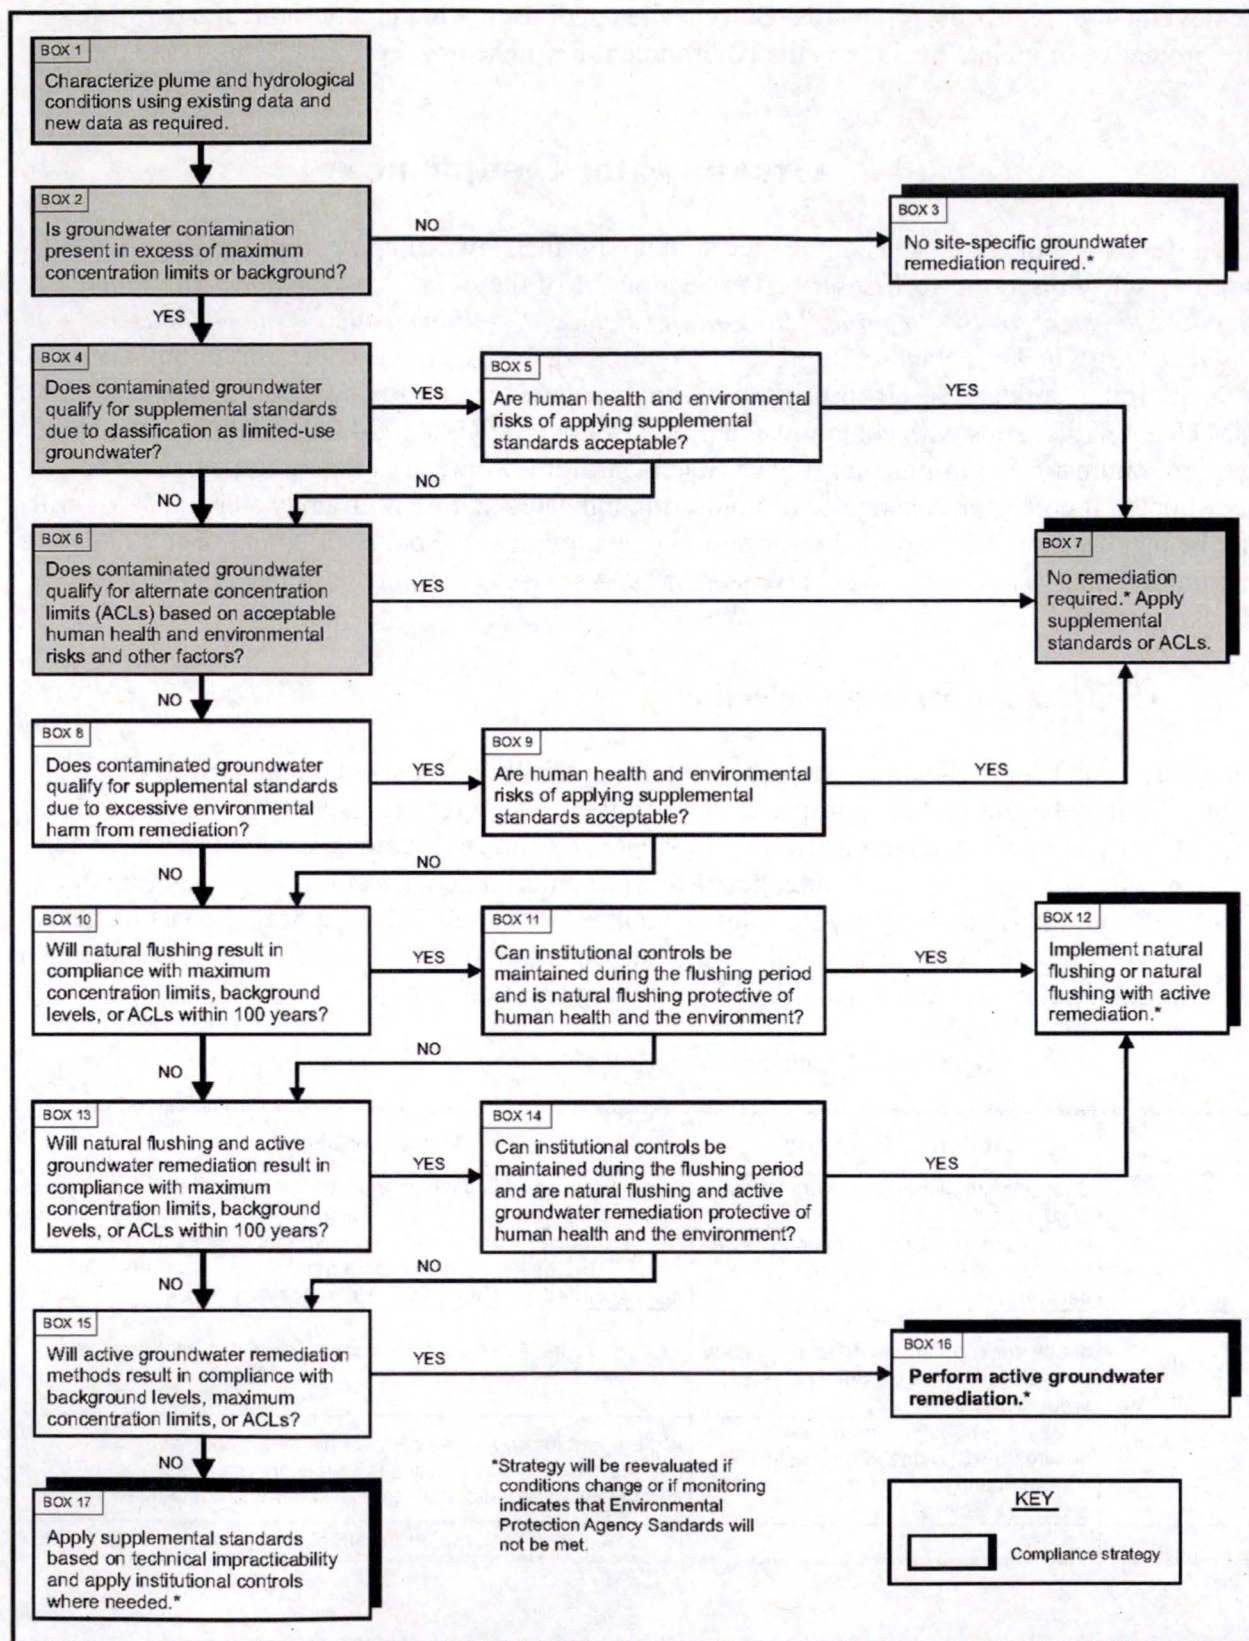 BOX 1
Characterize plume and hydrological
conditions using existing data and
new data as required.
BOX 2
Is groundwater contamination
present in excess of maximum
concentration limits or background?
NO
BOX 3
No site-specific groundwater
remediation required.*
YES
BOX 4
Does contaminated groundwater
qualify for supplemental standards
due to classification as limited-use
groundwater?
YES
BOX 5
Are human health and environmental
risks of applying supplemental
standards acceptable?
YES
NO
NO
BOX 6
Does contaminated groundwater
qualify for alternate concentration
limits (ACLs) based on acceptable
human health and environmental
risks and other factors?
YES
BOX 7
No remediation
required.* Apply
supplemental
standards or ACLs.
NO
BOX 8
Does contaminated groundwater
qualify for supplemental standards
due to excessive environmental
harm from remediation?
YES
BOX 9
Are human health and environmental
risks of applying supplemental
standards acceptable?
YES
NO
NO
BOX 10
Will natural flushing result in
compliance with maximum
concentration limits, background
levels, or ACLs within 100 years?
YES
BOX 11
Can institutional controls be
maintained during the flushing period
and is natural flushing protective of
human health and the environment?
YES
BOX 12
Implement natural
flushing or natural
flushing with active
remediation.*
NO
NO
BOX 13
Will natural flushing and active
groundwater remediation result in
compliance with maximum
concentration limits, background
levels, or ACLs within 100 years?
YES
BOX 14
Can institutional controls be
maintained during the flushing period
and are natural flushing and active
groundwater remediation protective of
human health and the environment?
YES
NO
NO
BOX 15
Will active groundwater remediation
methods result in compliance with
background levels, maximum
concentration limits, or ACLs?
YES
BOX 16
Perform active groundwater
remediation.*
NO
BOX 17
Apply supplemental standards
based on technical impracticability
and apply institutional controls
where needed.*
*Strategy will be reevaluated if
conditions change or if monitoring
indicates that Environmental
Protection Agency Sandards will
not be met.
KEY
Compliance strategy